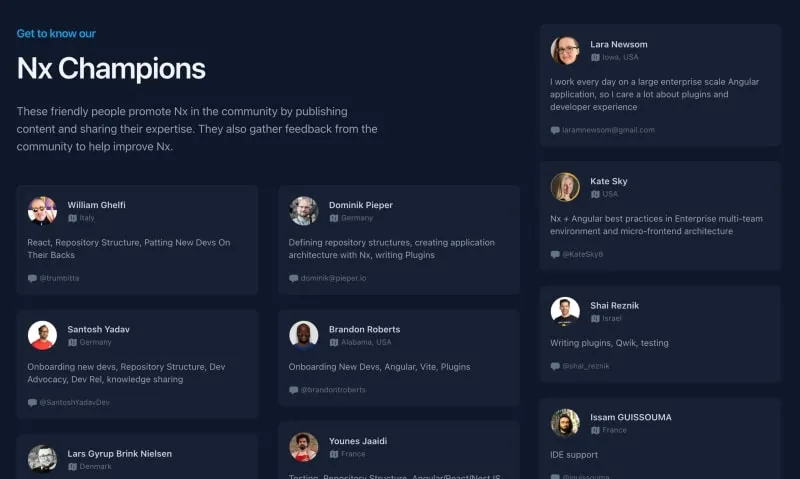 Get to know our
Nx Champions
These friendly people promote Nx in the community by publishing
content and sharing their expertise. They also gather feedback from the
community to help improve Nx.
William Ghelfi
Italy
React, Repository Structure, Patting New Devs On
Their Backs
@trumbitta
Santosh Yadav
Germany
Onboarding new devs, Repository Structure, Dev
Advocacy, Dev Rel, knowledge sharing
@SantoshYadavDev
Lars Gyrup Brink Nielsen
Denmark
Dominik Pieper
Germany
Defining repository structures, creating application
architecture with Nx, writing Plugins
dominik@pieper.io
Brandon Roberts
Alabama, USA
Onboarding New Devs, Angular, Vite, Plugins
@brandontroberts
Younes Jaaidi
France
Testing, Repository Structure, Angular/React/Nest
Lara Newsom
Iowa, USA
I work every day on a large enterprise scale Angular
application, so I care a lot about plugins and
developer experience
laramnewsom@gmail.com
Kate Sky
USA
Nx + Angular best practices in Enterprise multi-team
environment and micro-frontend architecture
@KateSky8
Shai Reznik
Israel
Writing plugins, Qwik, testing
@shai_reznik
Issam GUISSOUMA
France
IDE support